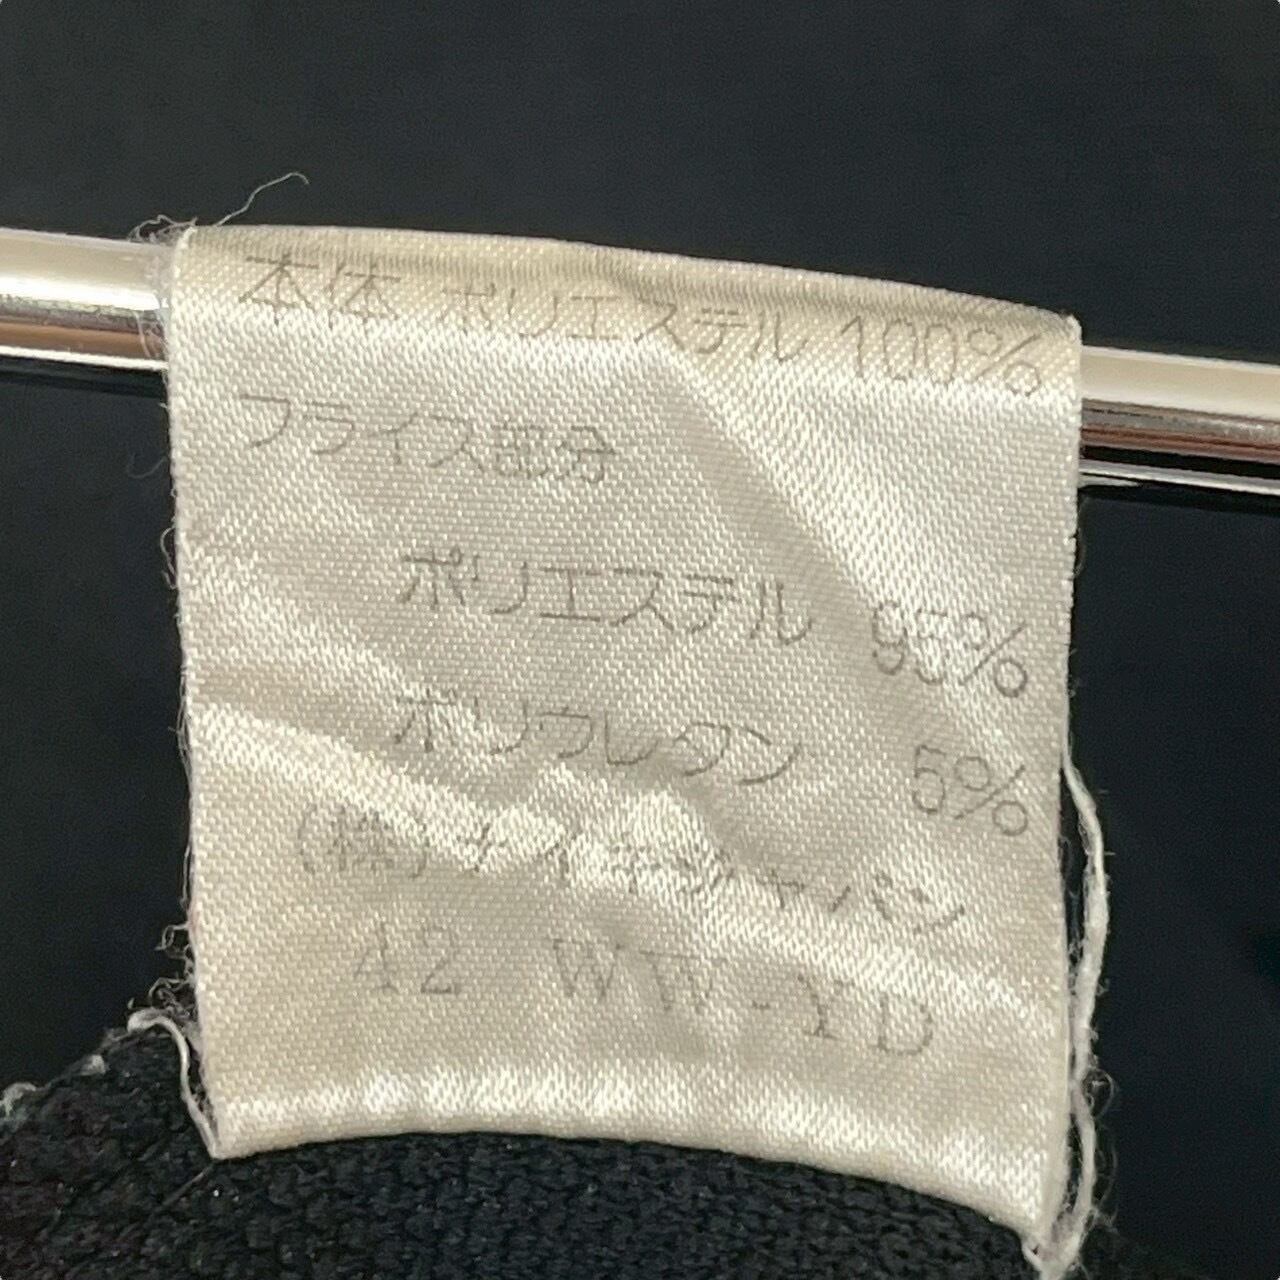 本体 ポリエステル 100%
フライス部分
ポリエステル 95%
ポリウレタン 5%
(株)ナイキジャパン
A2 WW-YD